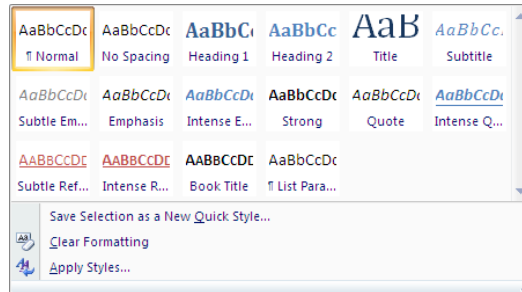 AaBbCcDc AaBbCcDc AaBbC AaBbCc AaB AaBbCc.
¶ Normal No Spacing Heading 1 Heading 2 Title Subtitle
AaBbCcDc AaBbCcDc AaBbCcDc AaBbCcDc AaBbCcDc AaBbCcDc
Subtle Em... Emphasis Intense E... Strong Quote Intense Q...
AABBCCDD AABBCCDD AABBCCDD AaBbCcDc
Subtle Ref... Intense R... Book Title ¶ List Para...
Save Selection as a New Quick Style...
Clear Formatting
Apply Styles...